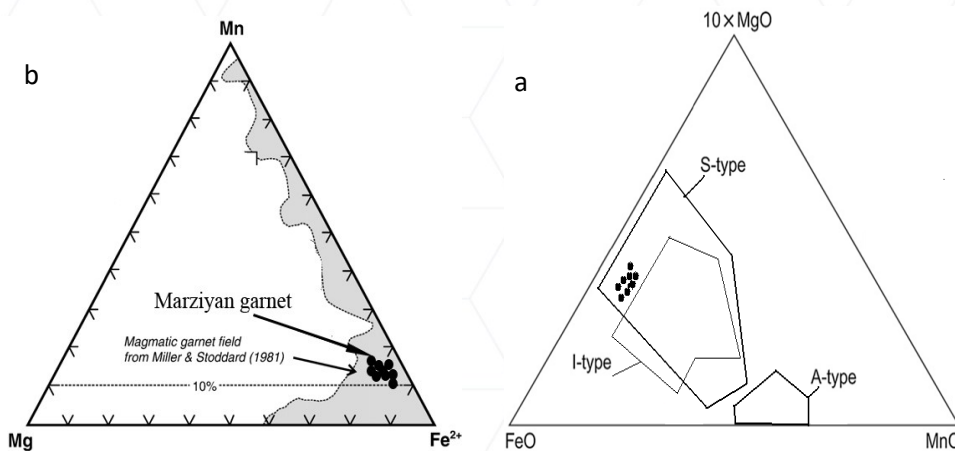 b
Mn
Marziyan garnet
Magmatic garnet field
from Miller & Stoddard (1981)
10%
Mg
Fe2+
a
10×MgO
S-type
I-type
A-type
FeO
MnO